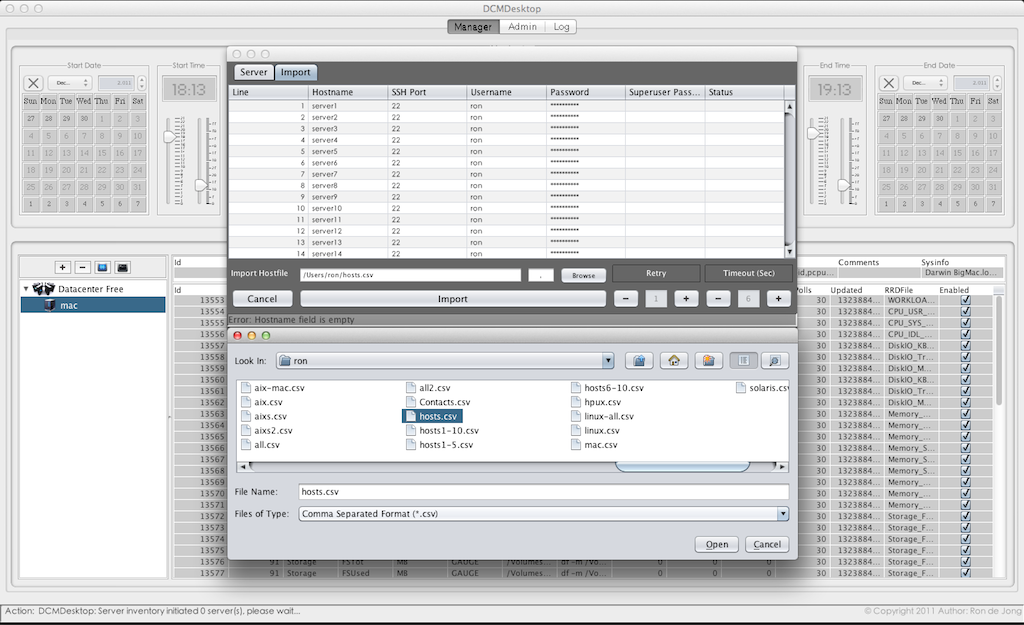 DCMDesktop
Manager Admin Log
Start Date Start Time End Time End Date
Dec... 2.011 18:13 19:13 Dec... 2.011
Sun Mon Tue Wed Thu Fri Sat Sun Mon Tue Wed Thu Fri Sat
27 28 29 30 1 2 3 27 28 29 30 1 2 3
4 5 6 7 8 9 10 4 5 6 7 8 9 10
11 12 13 14 15 16 17 11 12 13 14 15 16 17
18 19 20 21 22 23 24 18 19 20 21 22 23 24
25 26 27 28 29 30 31 25 26 27 28 29 30 31
1 2 3 4 5 6 7 1 2 3 4 5 6 7
Server Import
Line Hostname SSH Port Username Password Superuser Pass... Status
1 server1 22 ron **********
2 server2 22 ron **********
3 server3 22 ron **********
4 server4 22 ron **********
5 server5 22 ron **********
6 server6 22 ron **********
7 server7 22 ron **********
8 server8 22 ron **********
9 server9 22 ron **********
10 server10 22 ron **********
11 server11 22 ron **********
12 server12 22 ron **********
13 server13 22 ron **********
14 server14 22 ron **********
Import Hostfile /Users/ron/hosts.csv , Browse Retry Timeout (Sec)
Cancel Import − 1 + − 6 +
Error: Hostname field is empty
Look In: ron
aix-mac.csv all2.csv hosts6-10.csv solaris.csv
aix.csv Contacts.csv hpux.csv
aixs.csv hosts.csv linux-all.csv
aixs2.csv hosts1-10.csv linux.csv
all.csv hosts1-5.csv mac.csv
File Name: hosts.csv
Files of Type: Comma Separated Format (*.csv)
Open Cancel
+ −
Datacenter Free
mac
Id Comments Sysinfo
id,pcpu... Darwin BigMac.lo...
Id Polls Updated RRDFile Enabled
13553 30 1323884... WORKLOA...
13554 30 1323884... CPU_USR_...
13555 30 1323884... CPU_SYS_...
13556 30 1323884... CPU_IDL_...
13557 30 1323884... DiskIO_KB...
13558 30 1323884... DiskIO_Tr...
13559 30 1323884... DiskIO_M...
13560 30 1323884... DiskIO_KB...
13561 30 1323884... DiskIO_Tr...
13562 30 1323884... DiskIO_M...
13563 30 1323884... Memory_...
13564 30 1323884... Memory_...
13565 30 1323884... Memory_...
13566 30 1323884... Memory_S...
13567 30 1323884... Memory_S...
13568 30 1323884... Memory_S...
13569 30 1323884... Memory_...
13570 30 1323884... Memory_...
13571 30 1323884... Memory_...
13572 30 1323884... Storage_F...
13573 30 1323884... Storage_F...
13574 30 1323884... Storage_F...
13575 30 1323884... Storage_F...
13576 91 Storage FSTot MB GAUGE /Volumes... df -m /Vo... 0 0 30 1323884... Storage_F...
13577 91 Storage FSUsed MB GAUGE /Volumes... df -m /Vo... 0 0 30 1323884... Storage_F...
Action: DCMDesktop: Server inventory initiated 0 server(s), please wait...
© Copyright 2011 Author: Ron de Jong